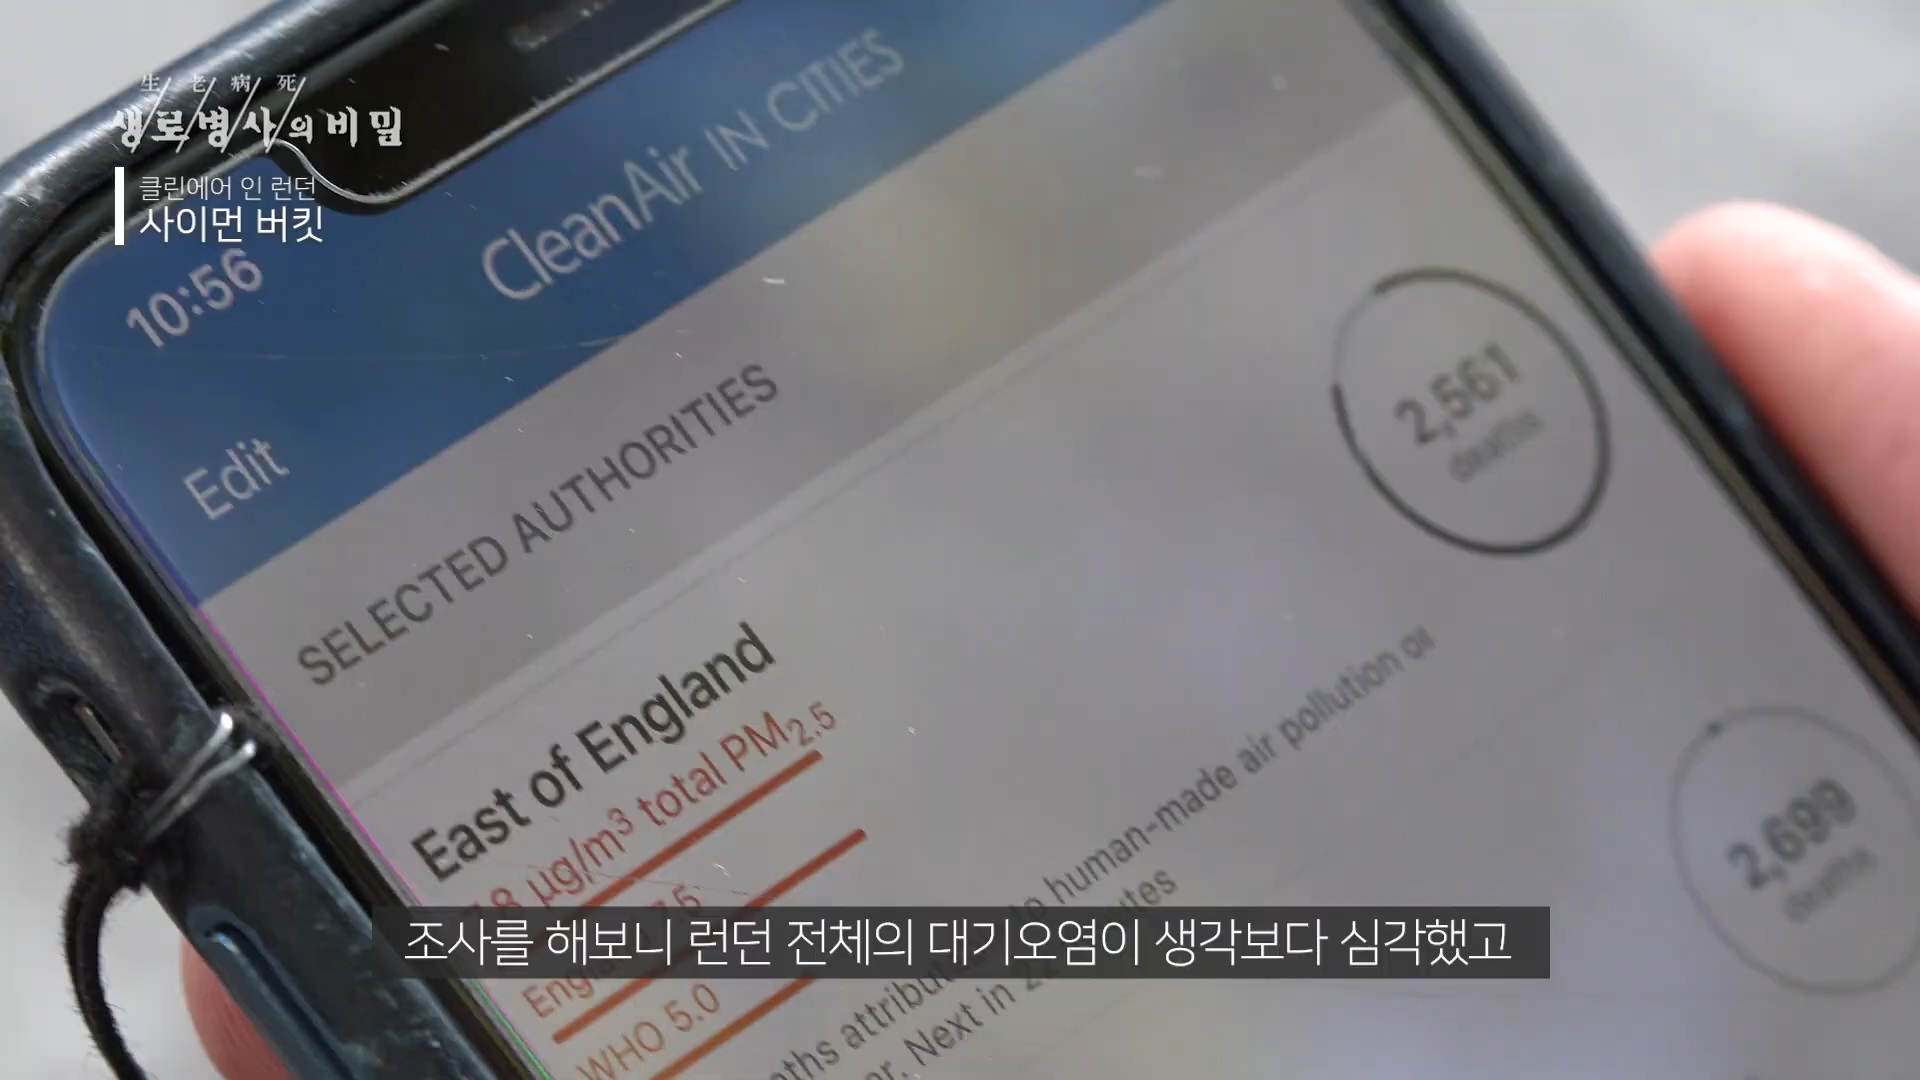 生老病死
생로병사의 비밀
클린에어 인 런던
사이먼 버킷
10:56
CleanAir IN CITIES
Edit
SELECTED AUTHORITIES
2,561
deaths
East of England
µg/m³ total PM2.5
2,699
deaths
WHO 5.0
human-made air pollution
Next in
조사를 해보니 런던 전체의 대기오염이 생각보다 심각했고